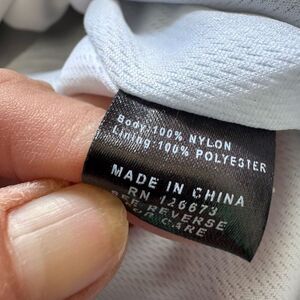 Body:100% NYLON
Lining:100% POLYESTER
MADE IN CHINA
RN 126673
SEE REVERSE
FOR CARE